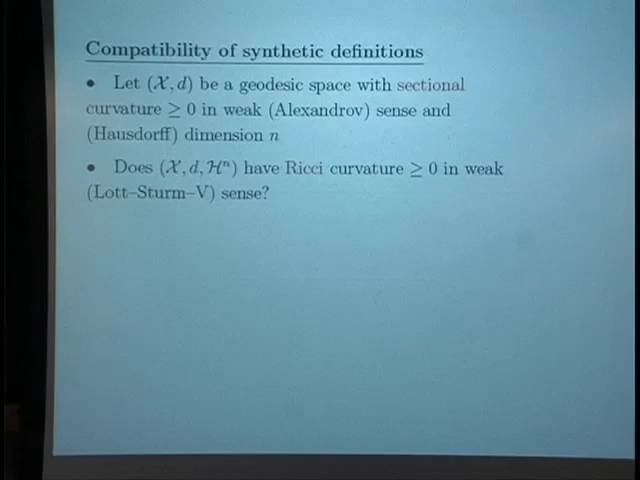 Compatibility of synthetic definitions
• Let (𝒳, d) be a geodesic space with sectional
curvature ≥ 0 in weak (Alexandrov) sense and
(Hausdorff) dimension n
• Does (𝒳, d, ℋⁿ) have Ricci curvature ≥ 0 in weak
(Lott–Sturm–V) sense?